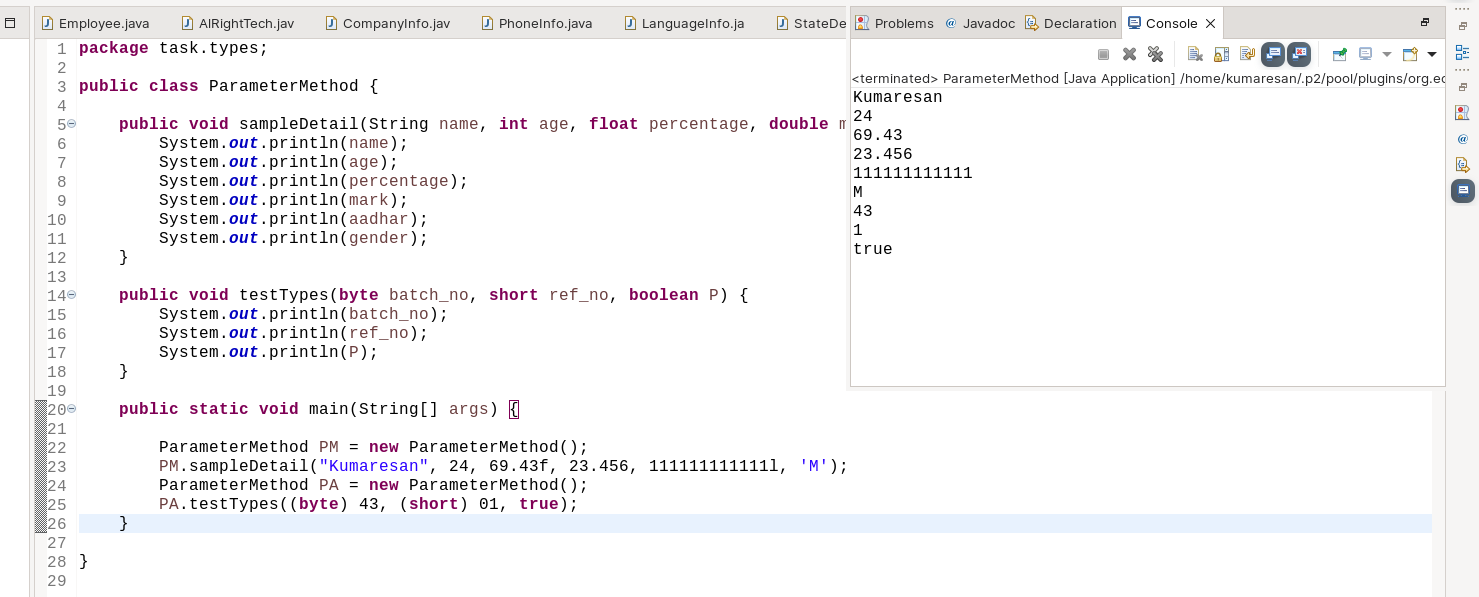 Employee.java AIRightTech.jav CompanyInfo.jav PhoneInfo.java LanguageInfo.ja StateDe
Problems @ Javadoc Declaration Console
<terminated> ParameterMethod [Java Application] /home/kumaresan/.p2/pool/plugins/org.ec
1 package task.types;
2
3 public class ParameterMethod {
4
5 public void sampleDetail(String name, int age, float percentage, double m
6 System.out.println(name);
7 System.out.println(age);
8 System.out.println(percentage);
9 System.out.println(mark);
10 System.out.println(aadhar);
11 System.out.println(gender);
12 }
13
14 public void testTypes(byte batch_no, short ref_no, boolean P) {
15 System.out.println(batch_no);
16 System.out.println(ref_no);
17 System.out.println(P);
18 }
19
20 public static void main(String[] args) {
21
22 ParameterMethod PM = new ParameterMethod();
23 PM.sampleDetail("Kumaresan", 24, 69.43f, 23.456, 111111111111l, 'M');
24 ParameterMethod PA = new ParameterMethod();
25 PA.testTypes((byte) 43, (short) 01, true);
26 }
27
28 }
29
Kumaresan
24
69.43
23.456
111111111111
M
43
1
true